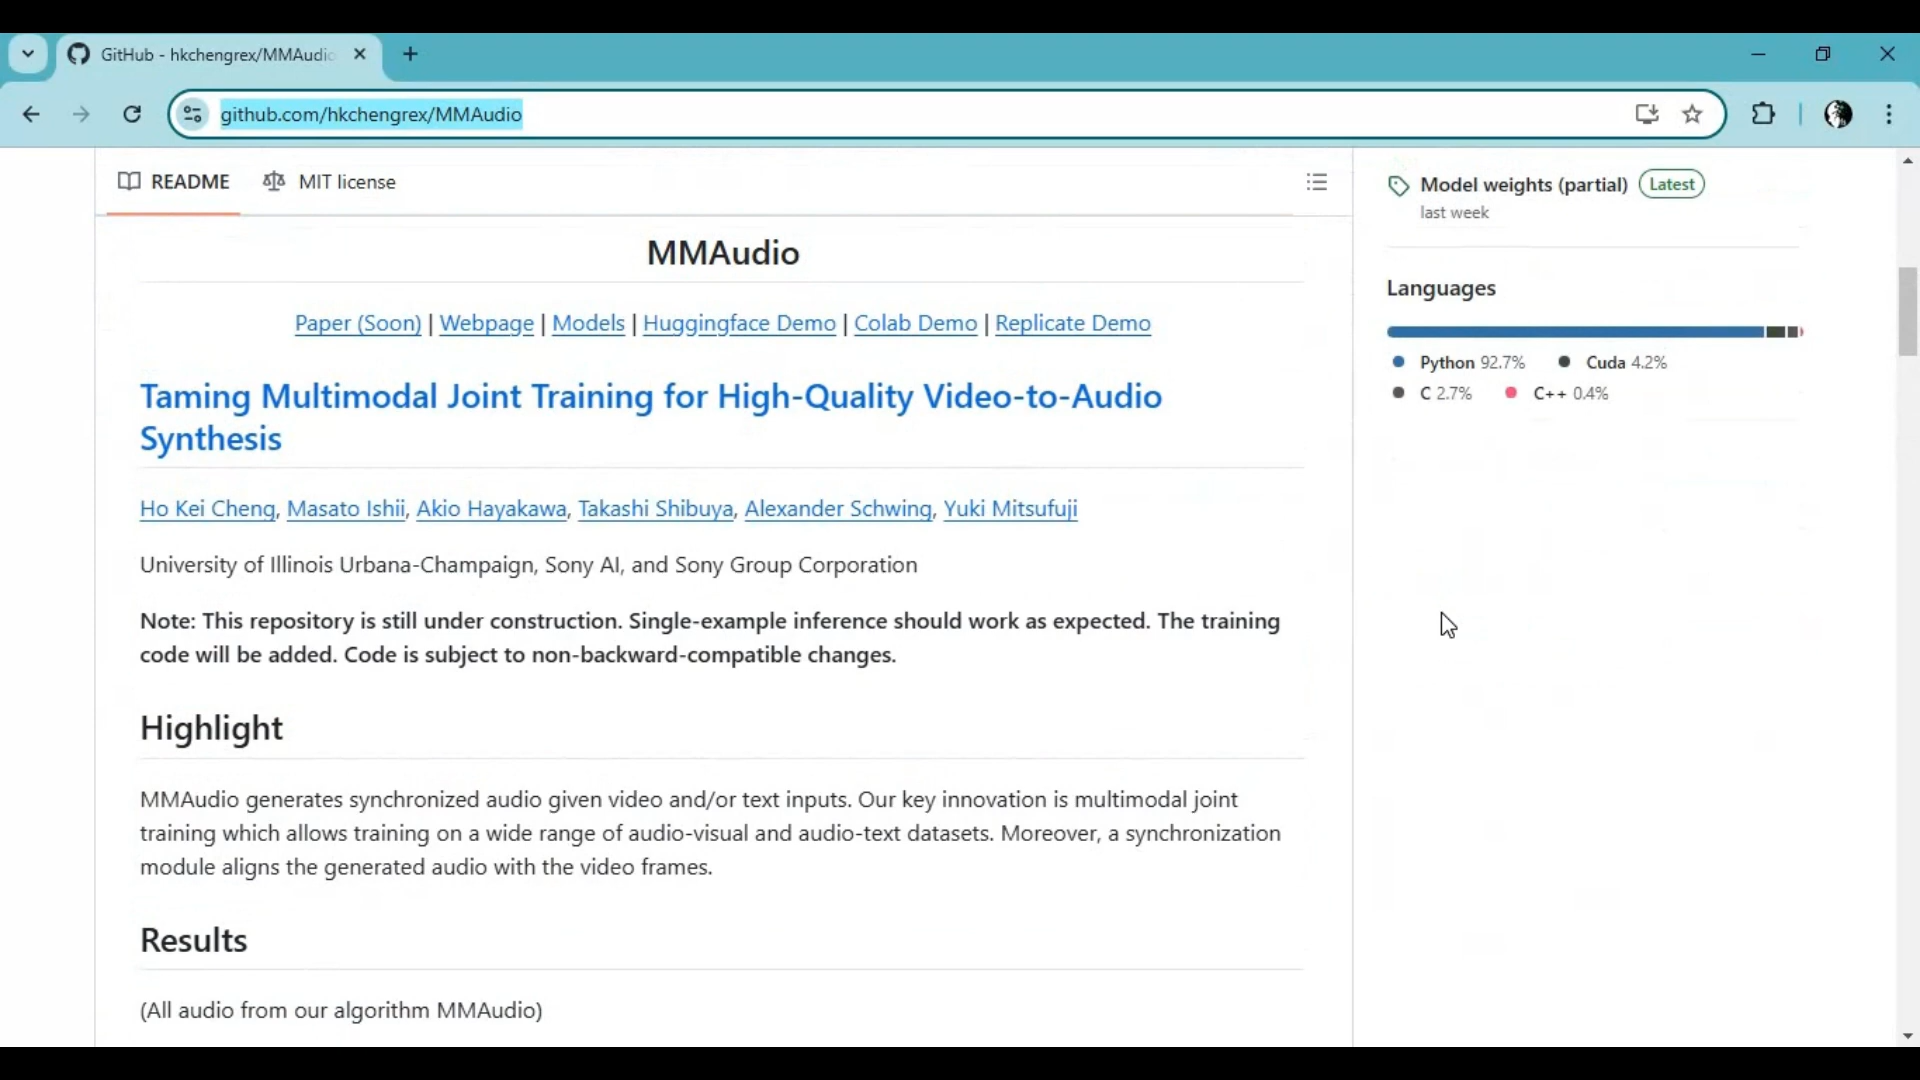 GitHub - hkchengrex/MMAudio
github.com/hkchengrex/MMAudio
README
MIT license
MMAudio
Paper (Soon) | Webpage | Models | Huggingface Demo | Colab Demo | Replicate Demo
Taming Multimodal Joint Training for High-Quality Video-to-Audio
Synthesis
Ho Kei Cheng, Masato Ishii, Akio Hayakawa, Takashi Shibuya, Alexander Schwing, Yuki Mitsufuji
University of Illinois Urbana-Champaign, Sony AI, and Sony Group Corporation
Note: This repository is still under construction. Single-example inference should work as expected. The training
code will be added. Code is subject to non-backward-compatible changes.
Highlight
MMAudio generates synchronized audio given video and/or text inputs. Our key innovation is multimodal joint
training which allows training on a wide range of audio-visual and audio-text datasets. Moreover, a synchronization
module aligns the generated audio with the video frames.
Results
(All audio from our algorithm MMAudio)
Model weights (partial) Latest
last week
Languages
Python 92.7% Cuda 4.2%
C 2.7% C++ 0.4%